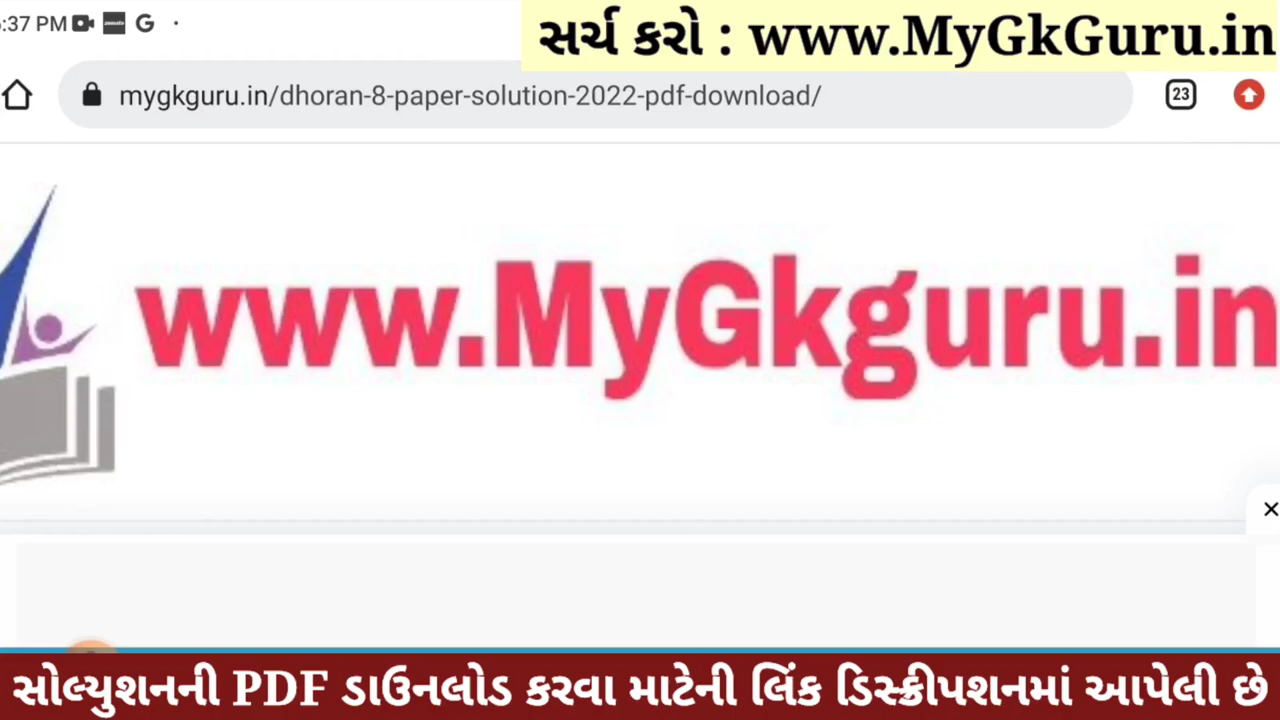 :37 PM
સર્ચ કરો : www.MyGkGuru.in
mygkguru.in/dhoran-8-paper-solution-2022-pdf-download/
23
www.MyGkguru.in
સોલ્યુશનની PDF ડાઉનલોડ કરવા માટેની લિંક ડિસ્ક્રીપશનમાં આપેલી છે